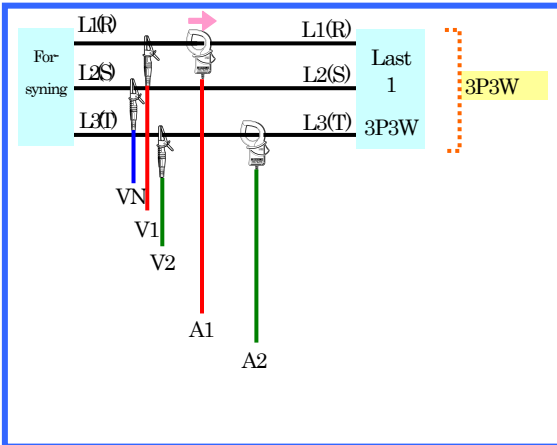 L1(R)
L1(R)
For-
syning
L2(S)
L2(S)
L3(T)
L3(T)
Last
1
3P3W
3P3W
VN
V1
V2
A1
A2